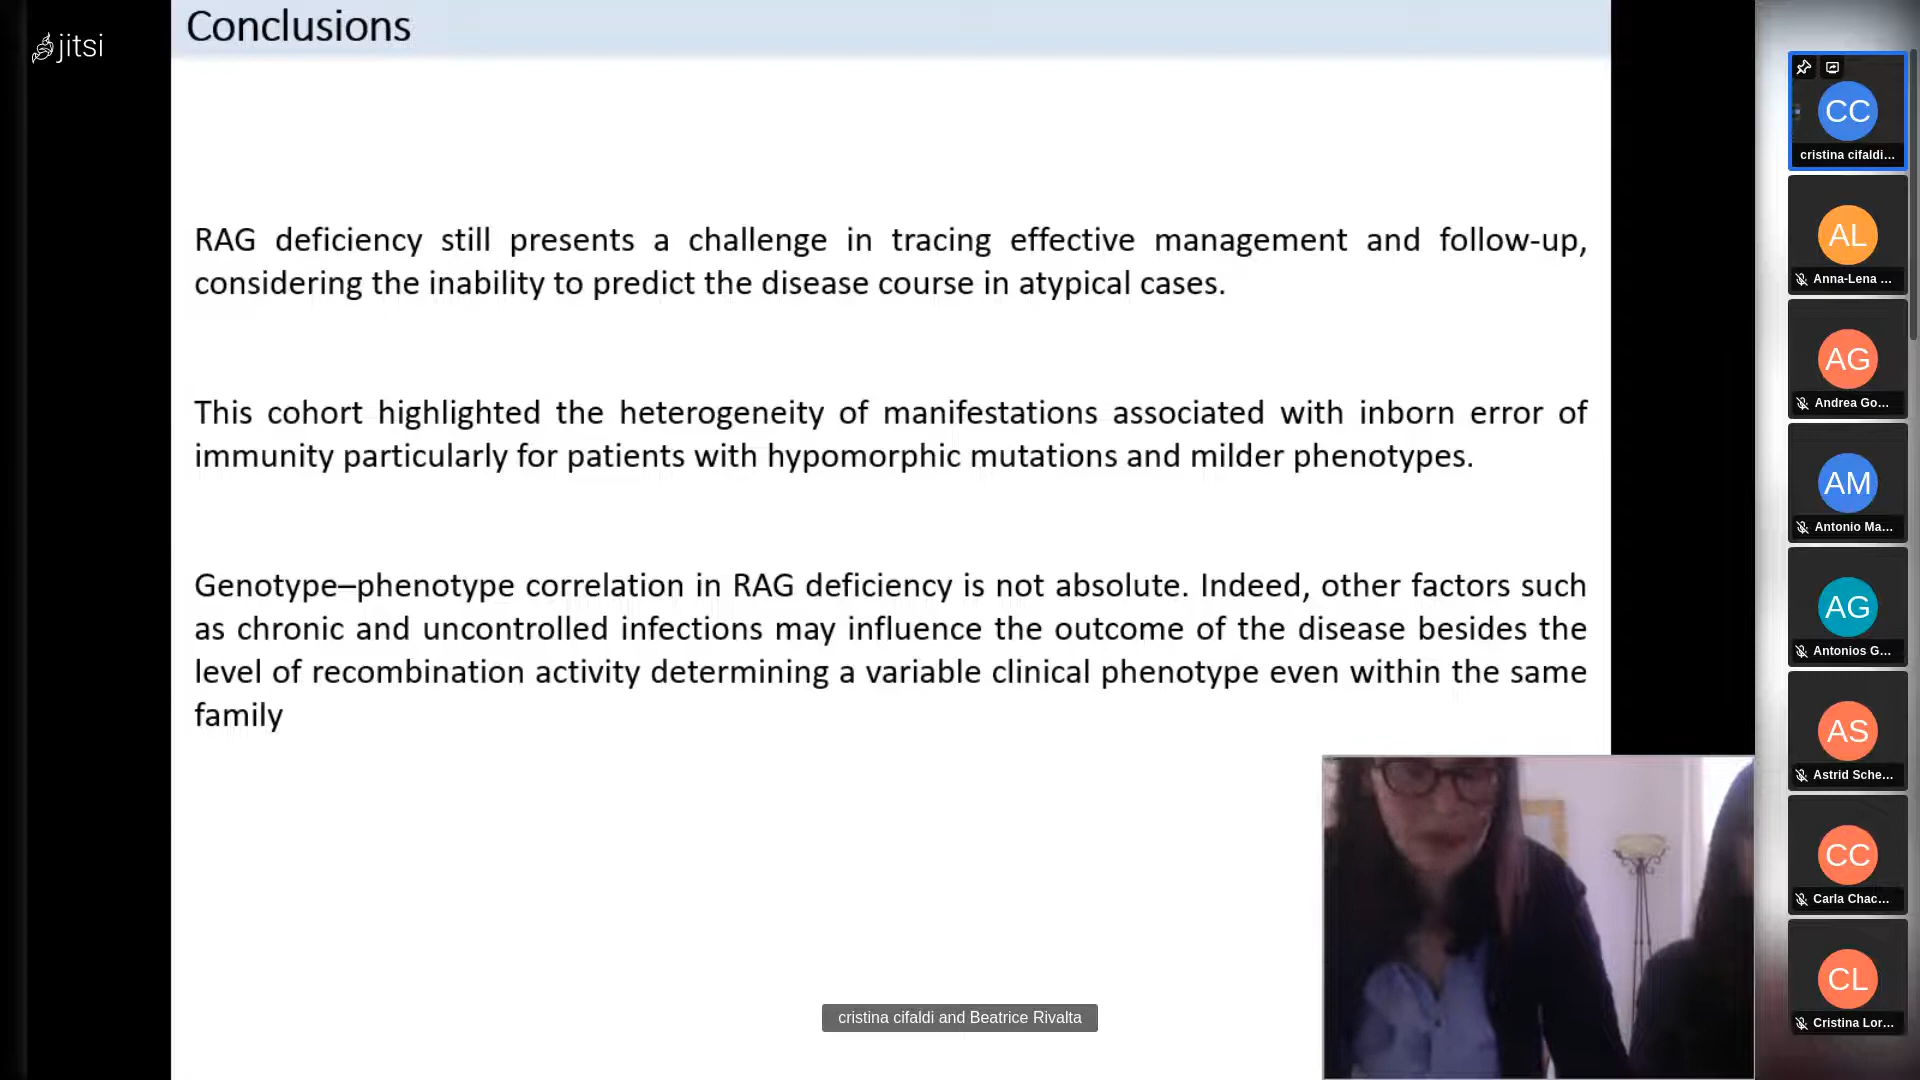 jitsi
Conclusions
RAG deficiency still presents a challenge in tracing effective management and follow-up,
considering the inability to predict the disease course in atypical cases.
This cohort highlighted the heterogeneity of manifestations associated with inborn error of
immunity particularly for patients with hypomorphic mutations and milder phenotypes.
Genotype–phenotype correlation in RAG deficiency is not absolute. Indeed, other factors such
as chronic and uncontrolled infections may influence the outcome of the disease besides the
level of recombination activity determining a variable clinical phenotype even within the same
family
cristina cifaldi and Beatrice Rivalta
CC
cristina cifaldi...
AL
Anna-Lena ...
AG
Andrea Go...
AM
Antonio Ma...
AG
Antonios G...
AS
Astrid Sche...
CC
Carla Chac...
CL
Cristina Lor...